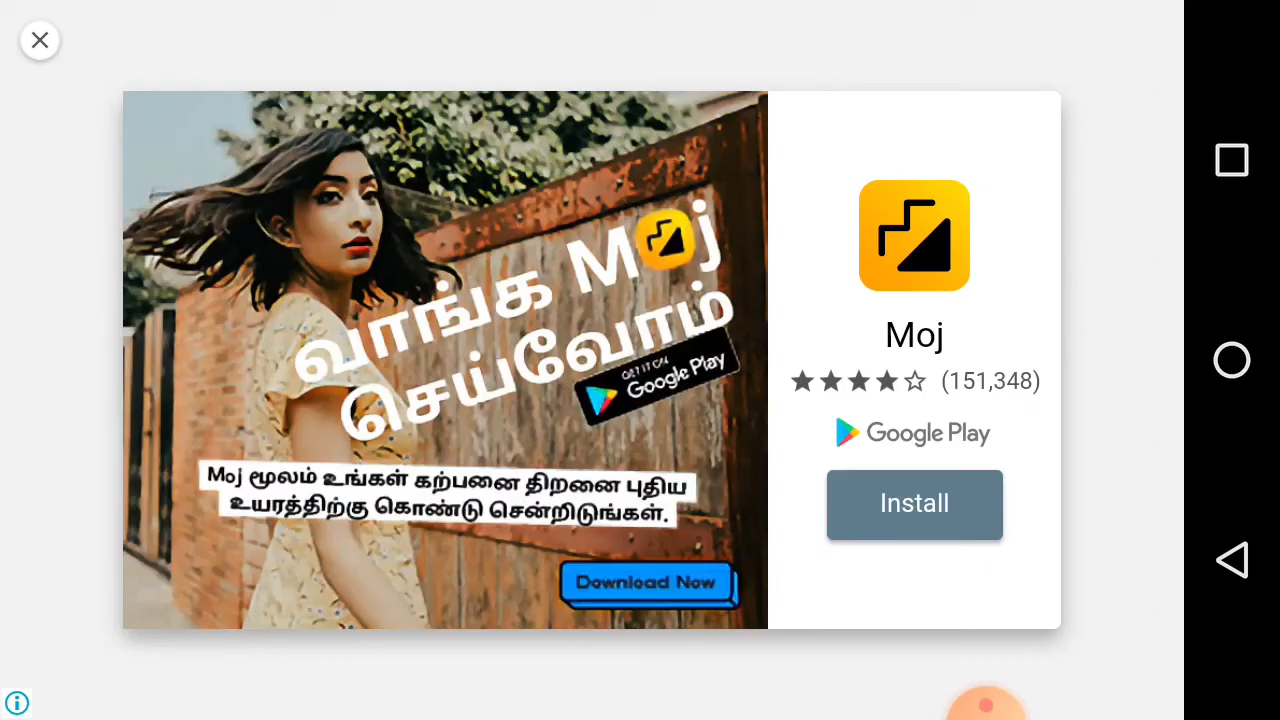 வாங்க Moj
செய்வோம்
GET IT ON
Google Play
Moj மூலம் உங்கள் கற்பனை திறனை புதிய
உயரத்திற்கு கொண்டு சென்றிடுங்கள்.
Download Now
Moj
(151,348)
Google Play
Install